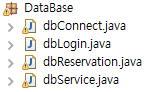 DataBase
dbConnect.java
dbLogin.java
dbReservation.java
dbService.java